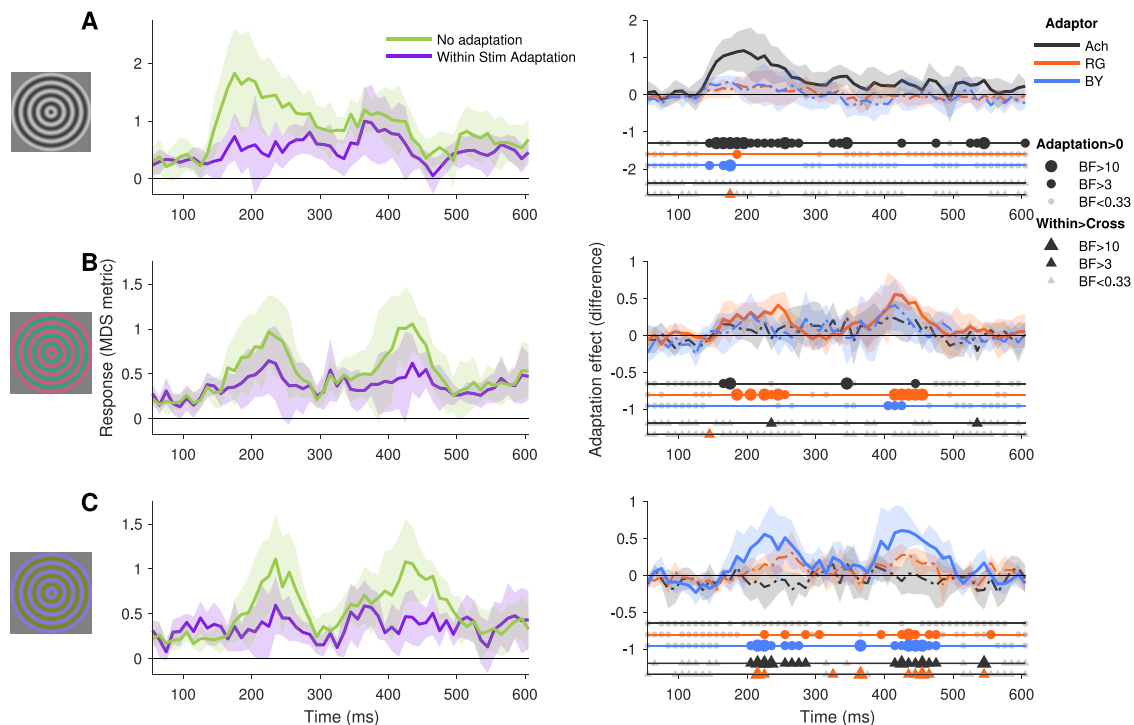 A
2
1
0
No adaptation
Within Stim Adaptation
100 200 300 400 500 600
2
1
0
-1
-2
100 200 300 400 500 600
Adaptor
Ach
RG
BY
Adaptation>0
BF>10
BF>3
BF<0.33
Within>Cross
BF>10
BF>3
BF<0.33
B
Response (MDS metric)
1.5
1
0.5
0
100 200 300 400 500 600
Adaptation effect (difference)
1
0.5
0
-0.5
-1
100 200 300 400 500 600
C
1.5
1
0.5
0
100 200 300 400 500 600
Time (ms)
1
0.5
0
-0.5
-1
100 200 300 400 500 600
Time (ms)